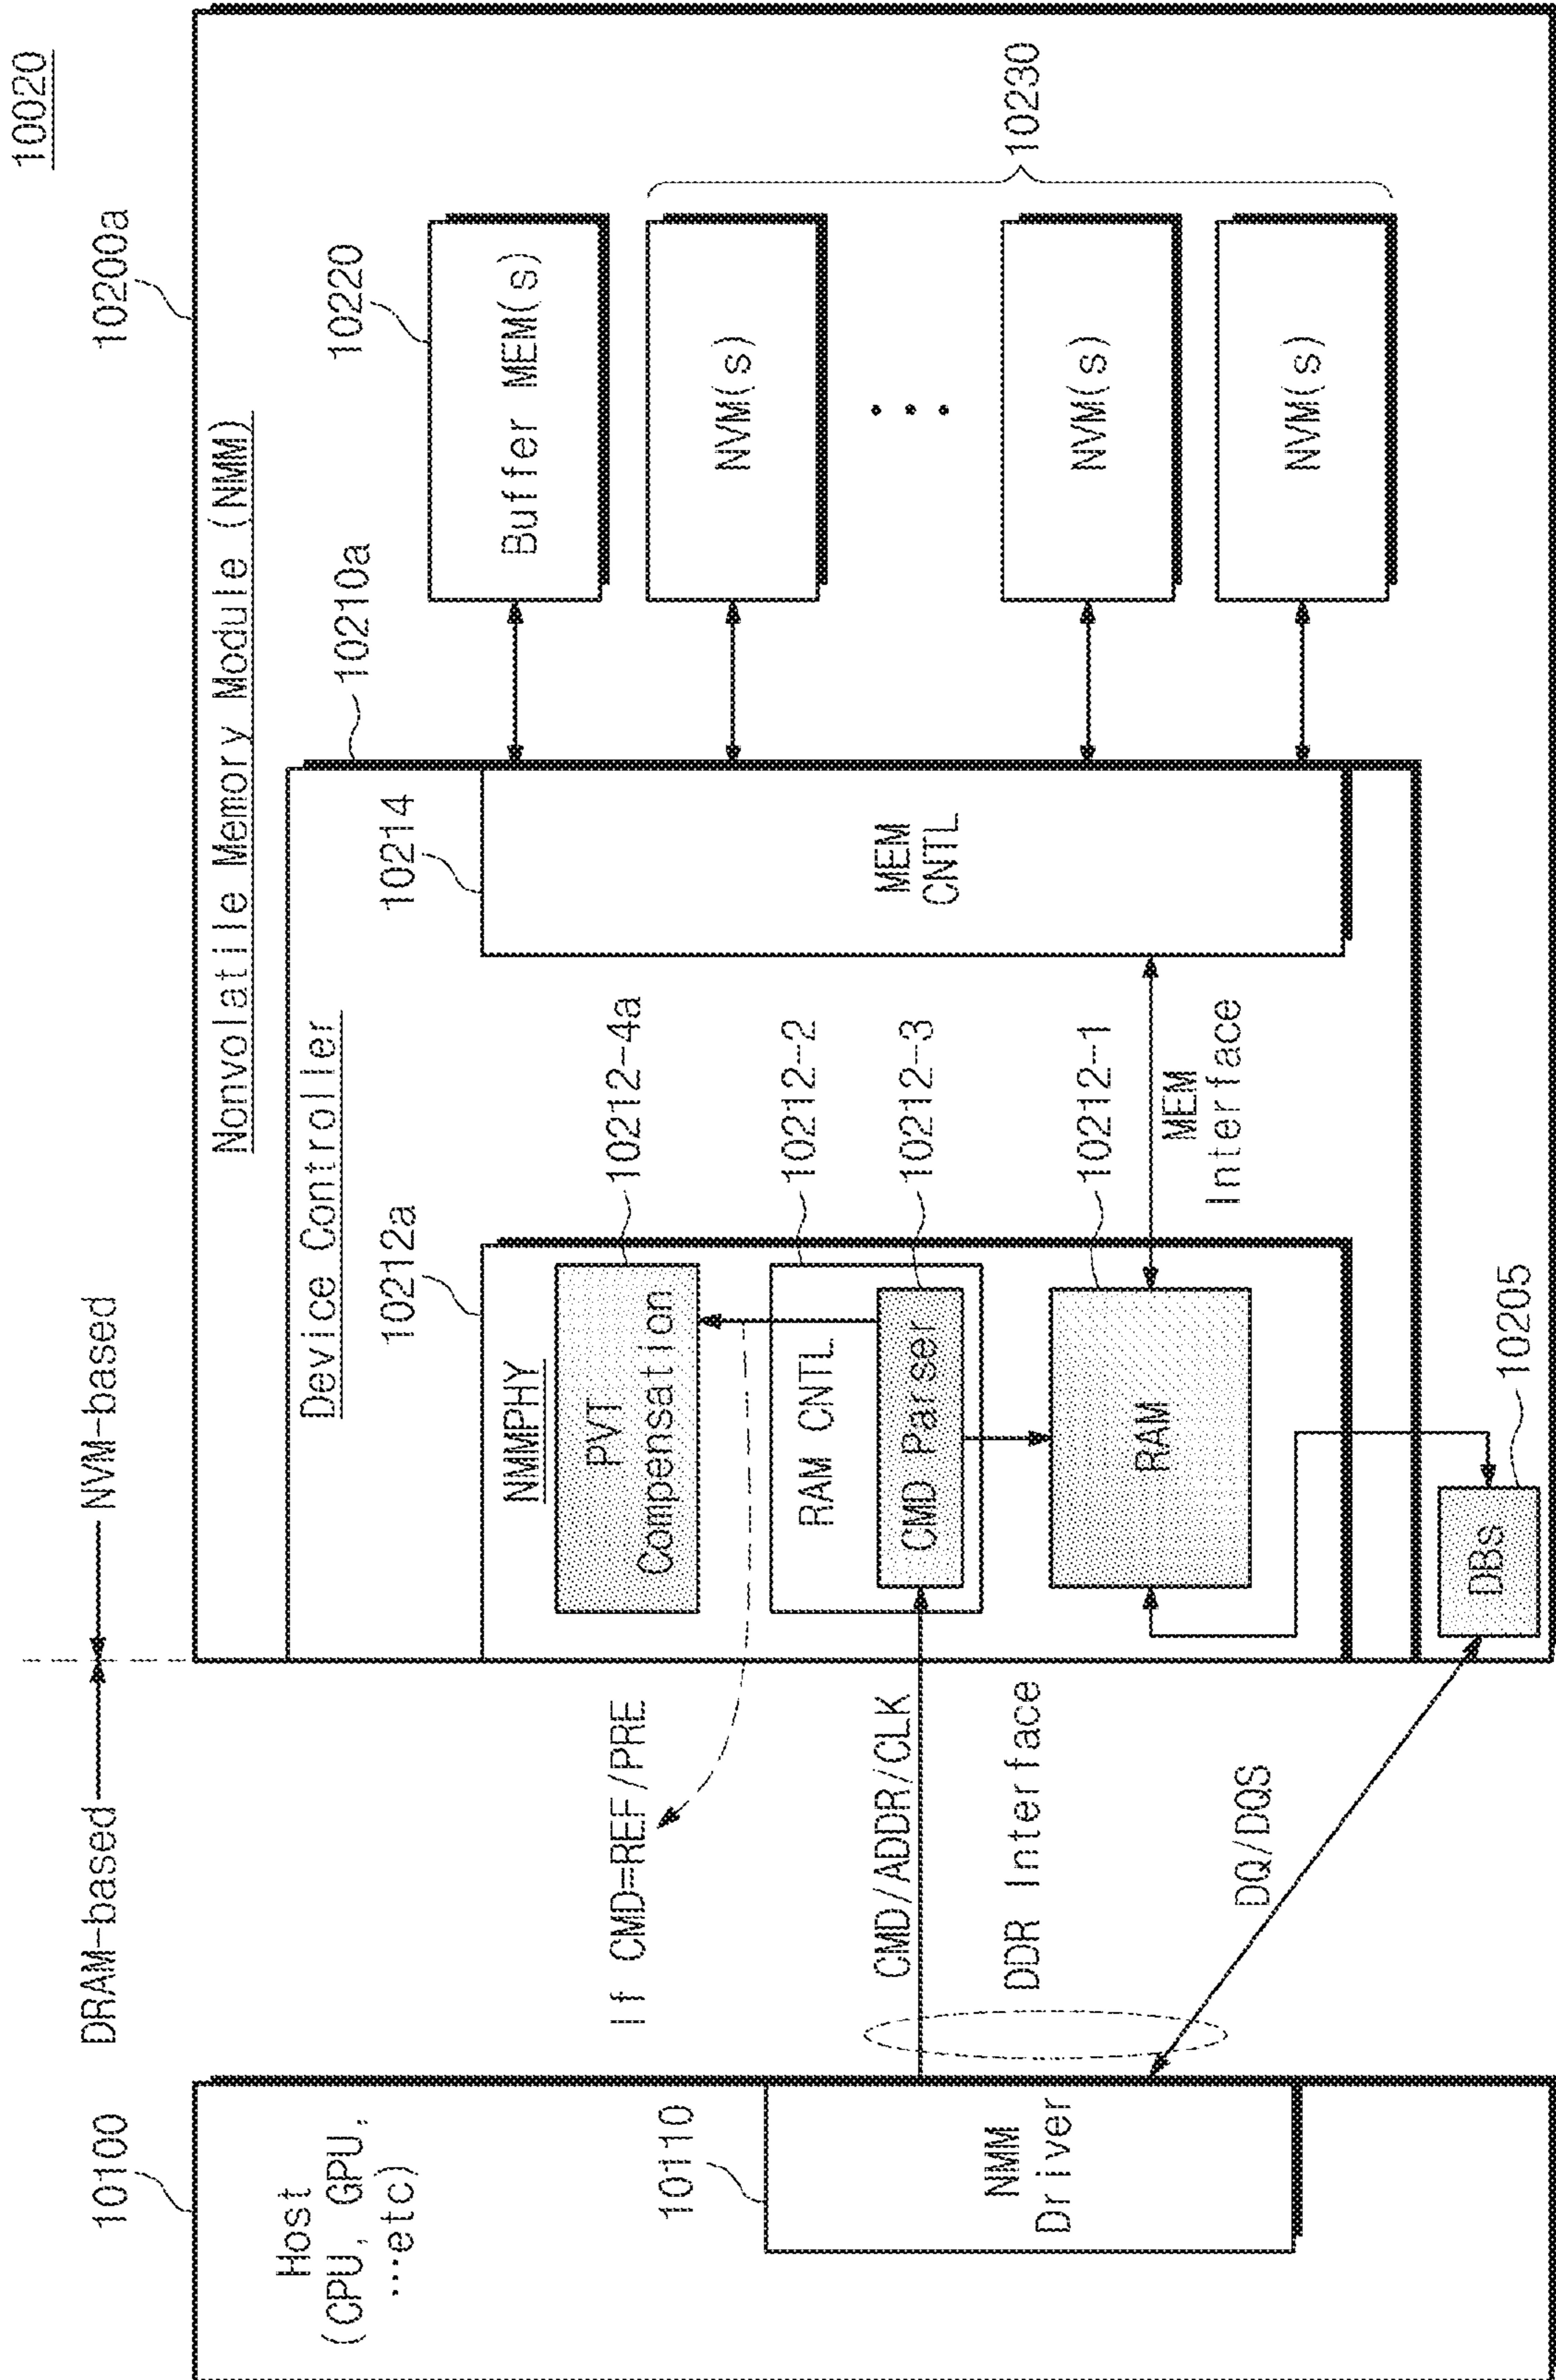 10020
DRAM-based
NVM-based
10100
10200a
Host
(CPU, GPU,
...etc)
Nonvolatile Memory Module (NMM)
Device Controller
10210a
10212a
10214
10220
NMMPHY
PVT
Compensation
10212-4a
If CMD=REF/PRE
Buffer MEM(s)
10110
NMM
Driver
CMD/ADDR/CLK
RAM CNTL
CMD Parser
10212-2
10212-3
MEM
CNTL
NVM(s)
10230
DDR Interface
RAM
10212-1
MEM
Interface
NVM(s)
DQ/DQS
NVM(s)
DBs
10205